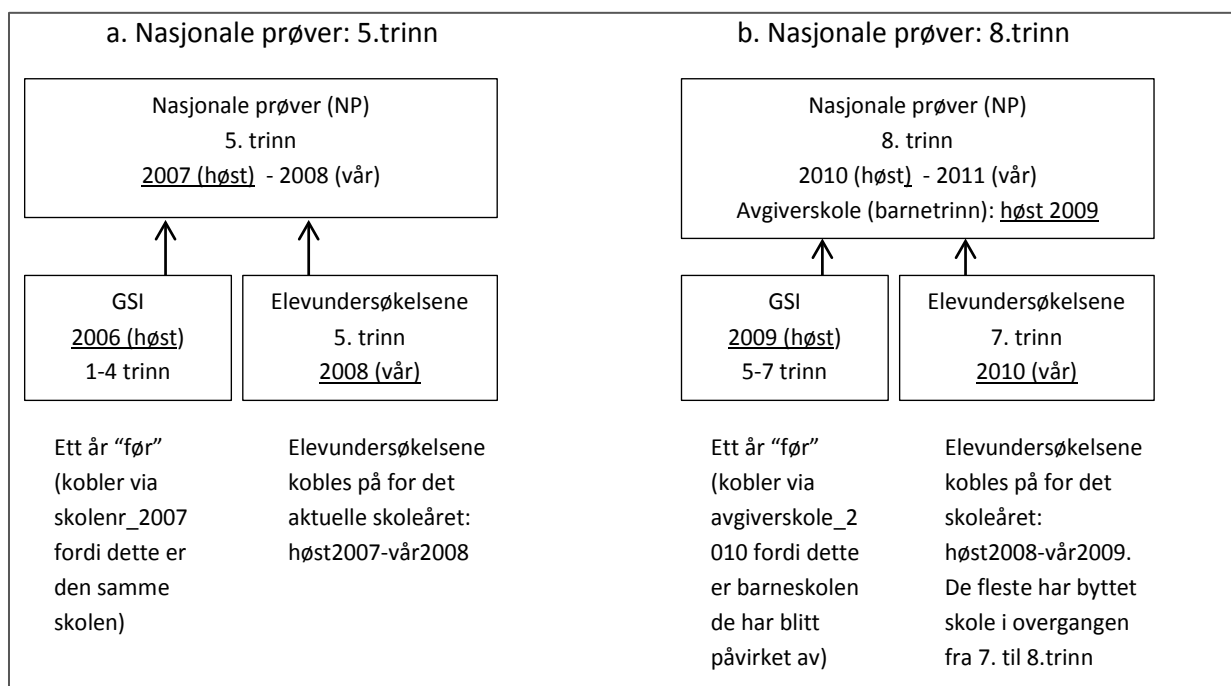 a. Nasjonale prøver: 5.trinn
Nasjonale prøver (NP)
5. trinn
2007 (høst) - 2008 (vår)
GSI
2006 (høst)
1-4 trinn
Elevundersøkelsene
5. trinn
2008 (vår)
Ett år “før”
(kobler via
skolenr_2007
fordi dette er
den samme
skolen)
Elevundersøkelsene
kobles på for det
aktuelle skoleåret:
høst2007-vår2008
b. Nasjonale prøver: 8.trinn
Nasjonale prøver (NP)
8. trinn
2010 (høst) - 2011 (vår)
Avgiverskole (barnetrinn): høst 2009
GSI
2009 (høst)
5-7 trinn
Elevundersøkelsene
7. trinn
2010 (vår)
Ett år “før”
(kobler via
avgiverskole_2
010 fordi dette
er barneskolen
de har blitt
påvirket av)
Elevundersøkelsene
kobles på for det
skoleåret:
høst2008-vår2009.
De fleste har byttet
skole i overgangen
fra 7. til 8.trinn